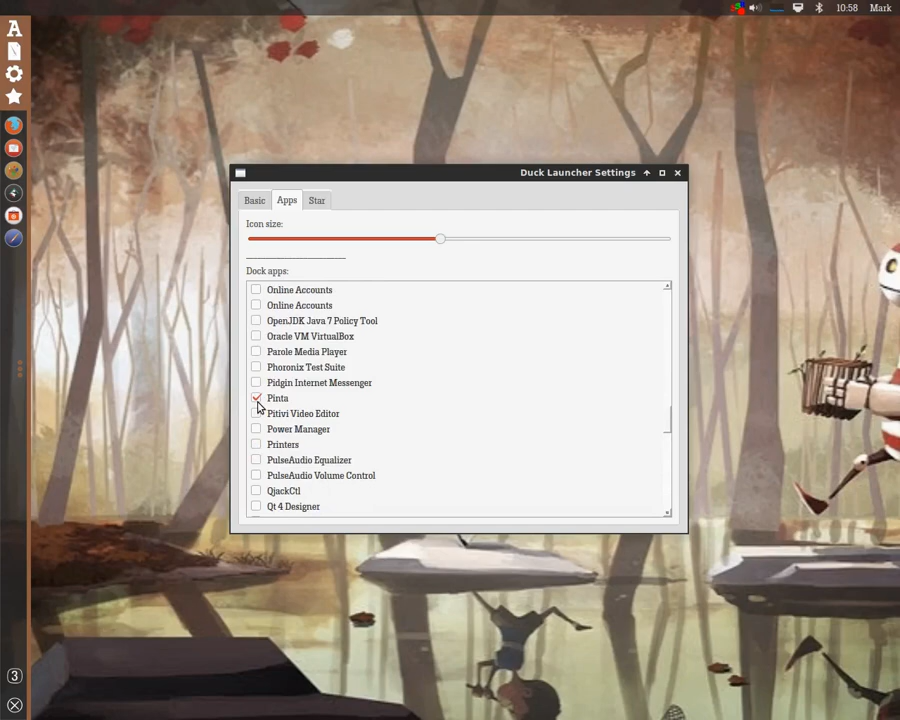 10:58 Mark
A
Duck Launcher Settings
Basic Apps Star
Icon size:
Dock apps:
Online Accounts
Online Accounts
OpenJDK Java 7 Policy Tool
Oracle VM VirtualBox
Parole Media Player
Phoronix Test Suite
Pidgin Internet Messenger
Pinta
Pitivi Video Editor
Power Manager
Printers
PulseAudio Equalizer
PulseAudio Volume Control
QjackCtl
Qt 4 Designer
3